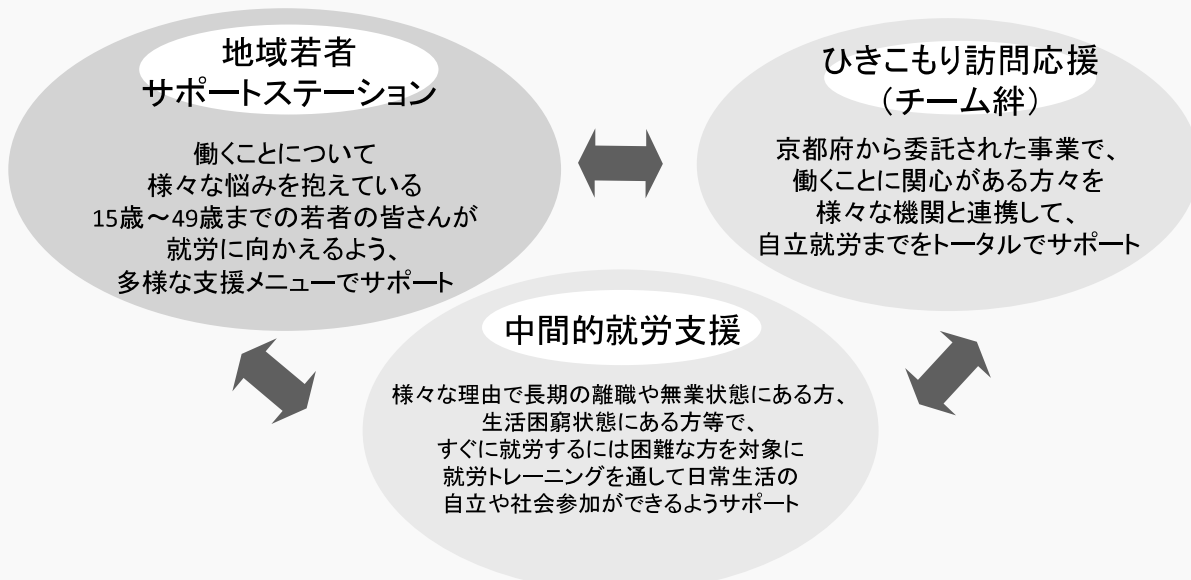 地域若者
サポートステーション
働くことについて
様々な悩みを抱えている
15歳～49歳までの若者の皆さんが
就労に向かえるよう、
多様な支援メニューでサポート
ひきこもり訪問応援
（チーム絆）
京都府から委託された事業で、
働くことに関心がある方々を
様々な機関と連携して、
自立就労までをトータルでサポート
中間的就労支援
様々な理由で長期の離職や無業状態にある方、
生活困窮状態にある方等で、
すぐに就労するには困難な方を対象に
就労トレーニングを通して日常生活の
自立や社会参加ができるようサポート